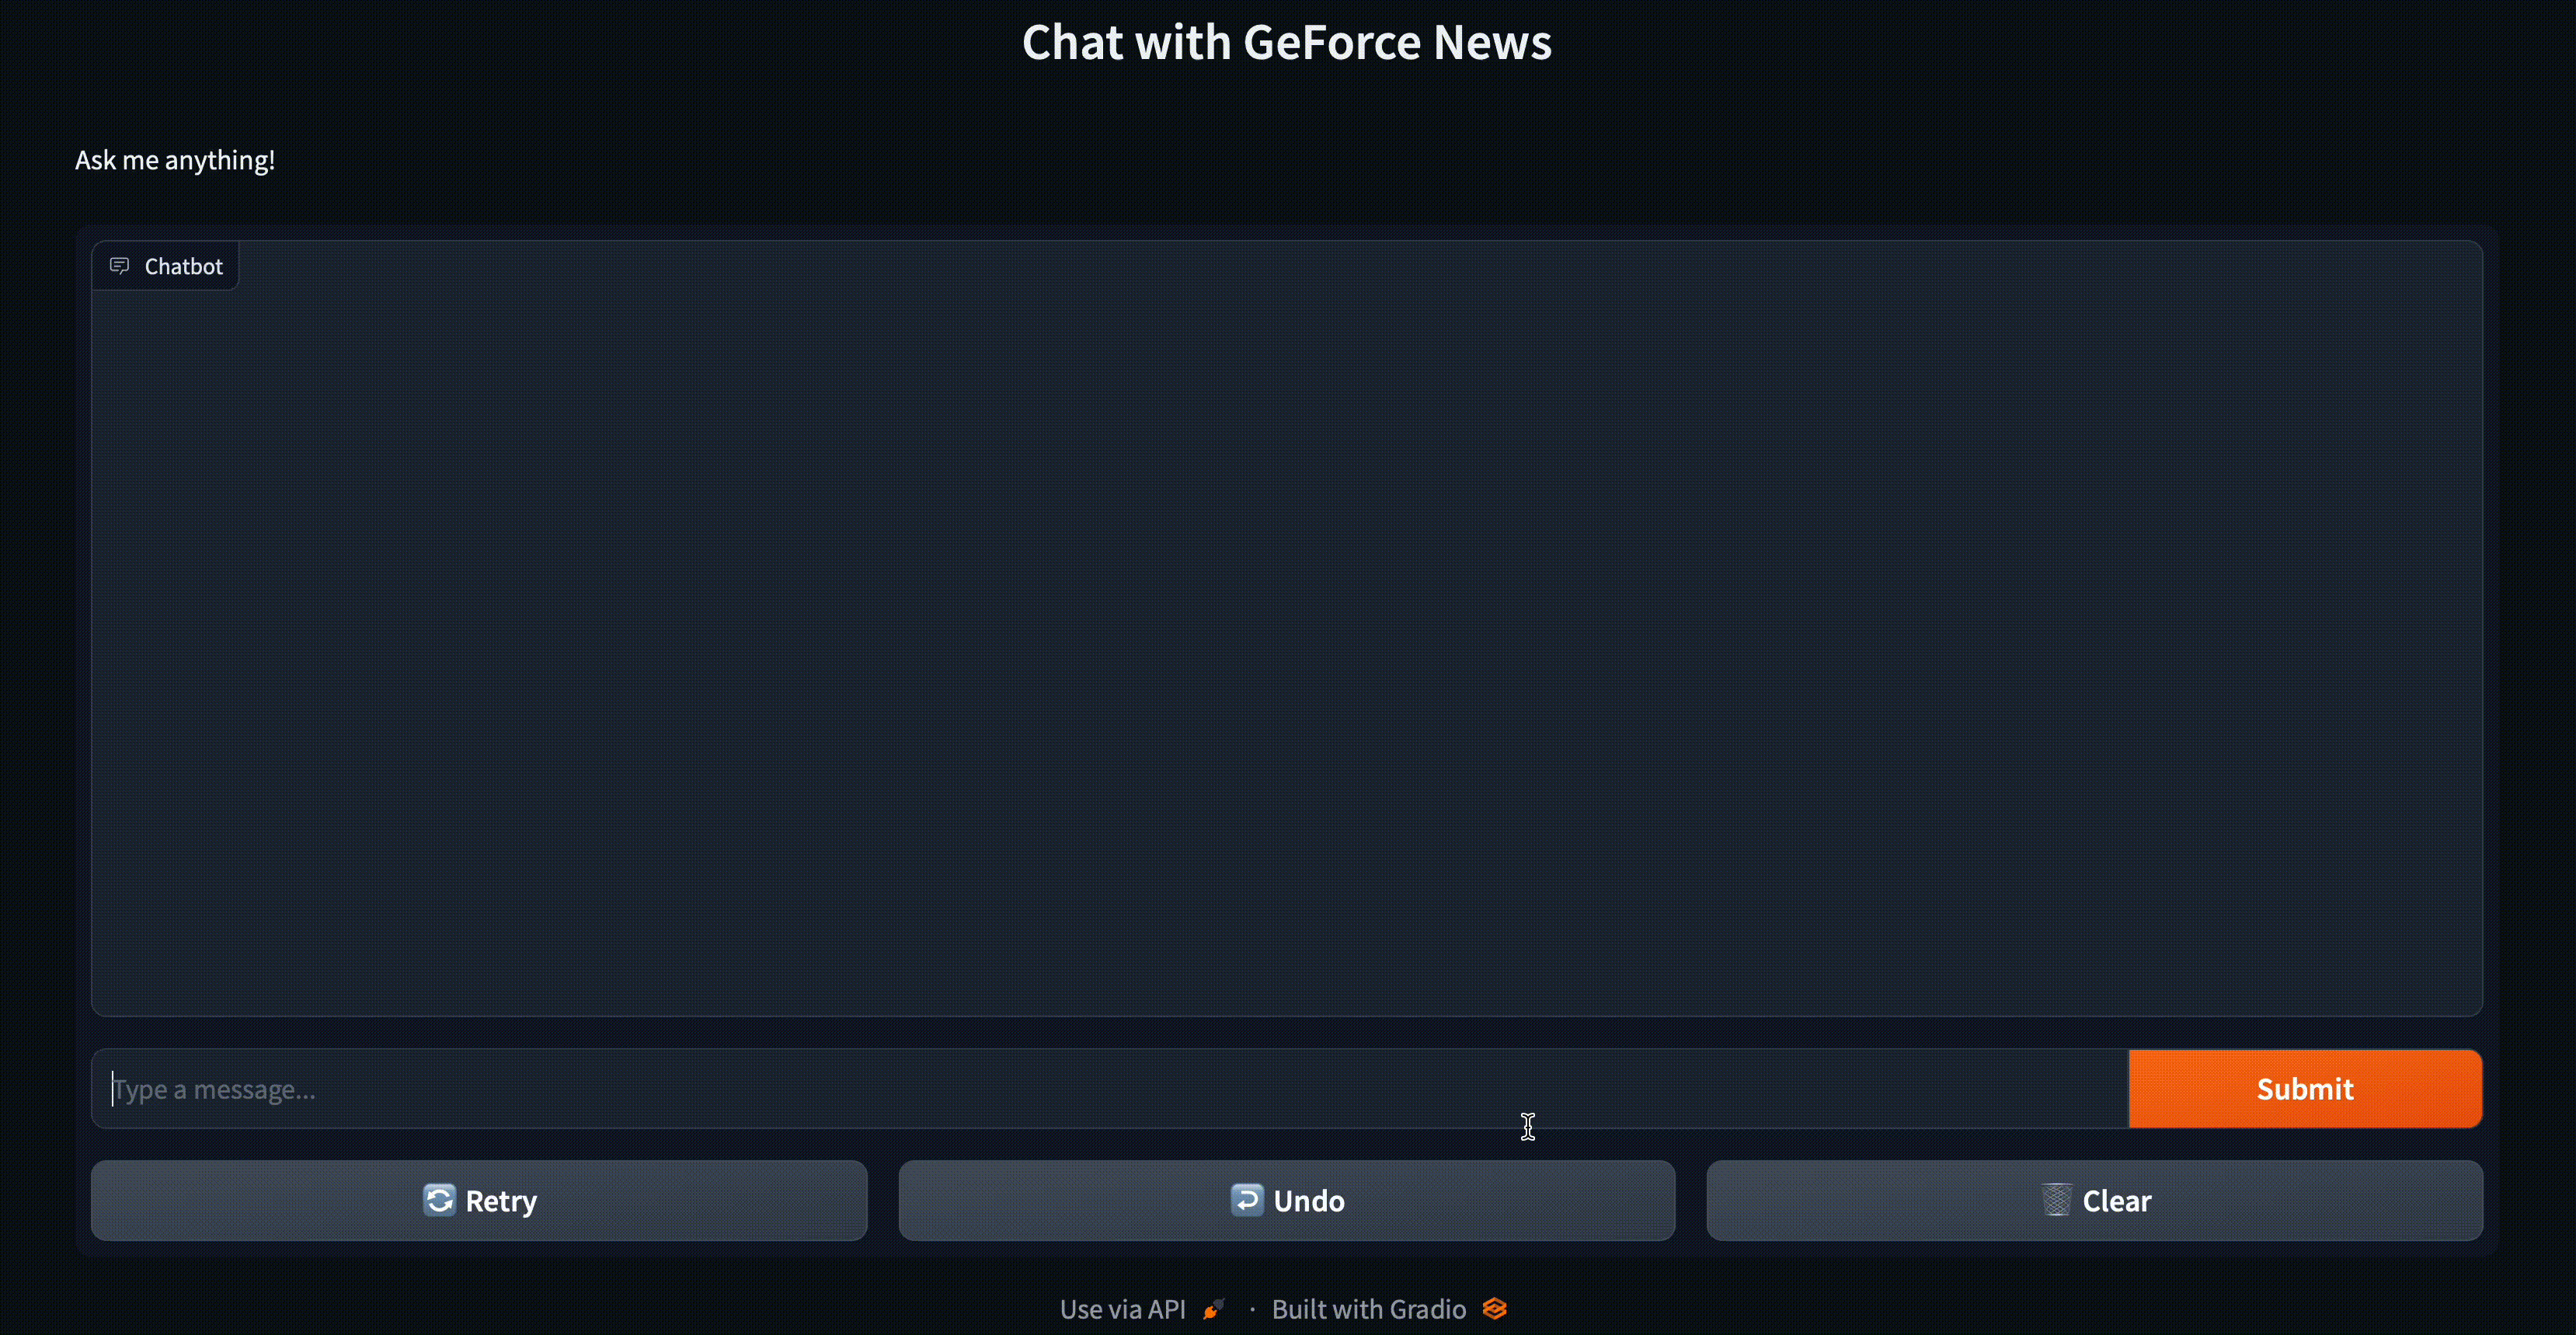 Chat with GeForce News
Ask me anything!
Chatbot
Type a message...
Submit
Retry
Undo
Clear
Use via API · Built with Gradio